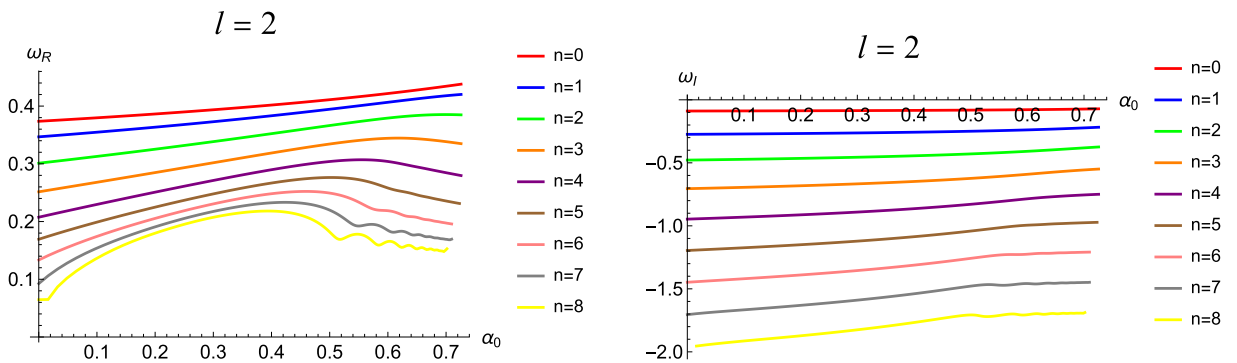 l = 2
ω_R
0.4
0.3
0.2
0.1
0.1 0.2 0.3 0.4 0.5 0.6 0.7 α_0
n=0
n=1
n=2
n=3
n=4
n=5
n=6
n=7
n=8
l = 2
ω_I
0.1 0.2 0.3 0.4 0.5 0.6 0.7 α_0
-0.5
-1.0
-1.5
-2.0
n=0
n=1
n=2
n=3
n=4
n=5
n=6
n=7
n=8